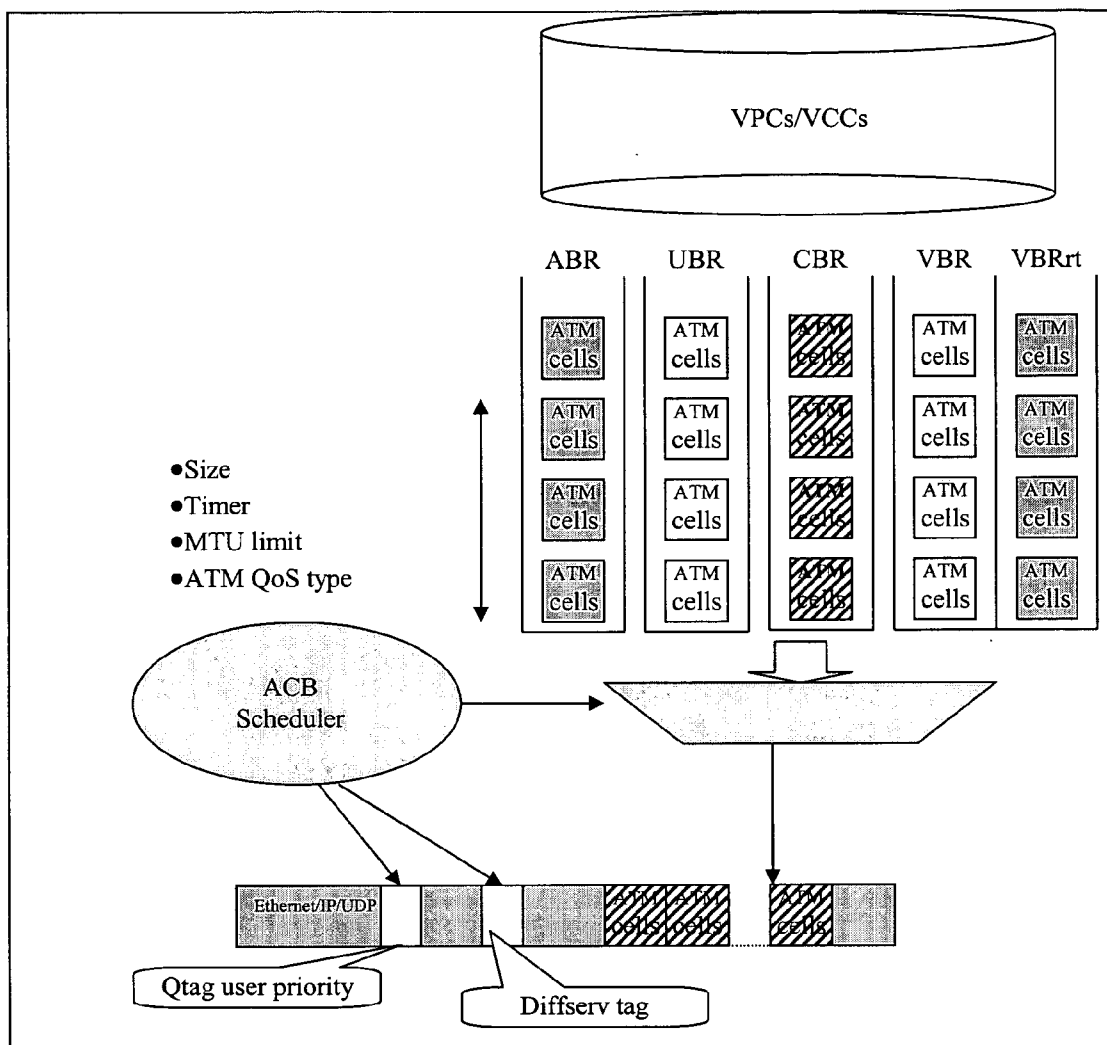 VPCs/VCCs
ABR UBR CBR VBR VBRrt
ATM ATM ATM ATM ATM
cells cells cells cells cells
ATM ATM ATM ATM ATM
cells cells cells cells cells
•Size
•Timer
•MTU limit
•ATM QoS type
ATM ATM ATM ATM ATM
cells cells cells cells cells
ATM ATM ATM ATM ATM
cells cells cells cells cells
ACB
Scheduler
Ethernet/IP/UDP
ATM ATM ATM
cells cells cells
Qtag user priority
Diffserv tag